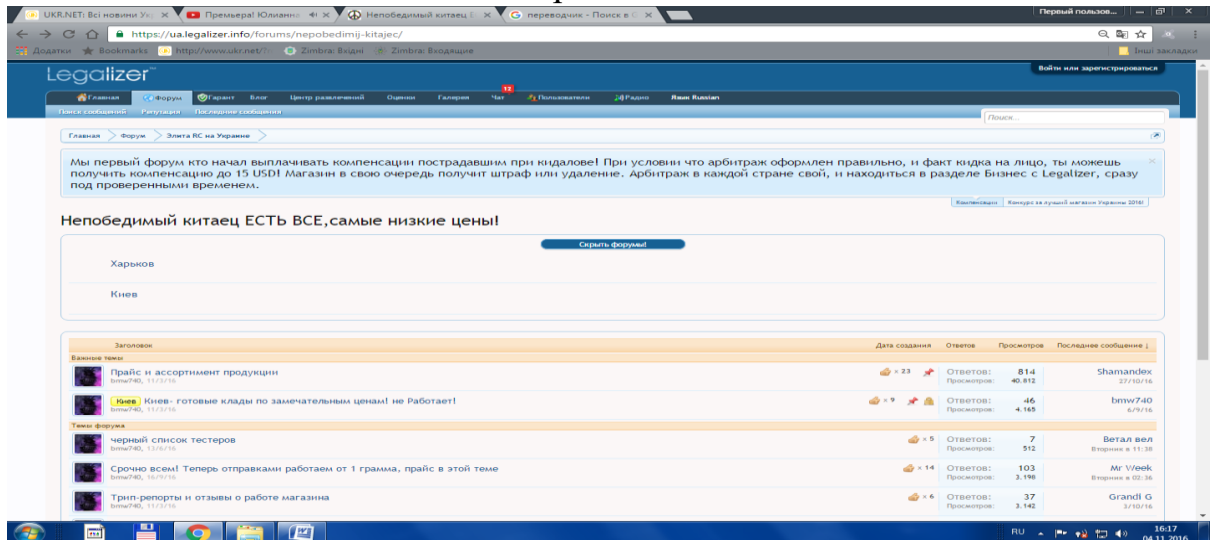 UKR.NET: Всі новини Ук
Премьера! Юлианна
Непобедимый китаец Е
переводчик - Поиск в G
Первый пользов...
https://ua.legalizer.info/forums/nepobedimij-kitajec/
Додатки Bookmarks http://www.ukr.net/ Zimbra: Вхідні Zimbra: Входящие Інші закладки
Legalizer
Войти или зарегистрироваться
12
Главная Форум Гарант Блог Центр развлечений Оценки Галерея Чат Пользователи Радио Язык Russian
Поиск сообщений Репутация Последние сообщения
Поиск...
Главная Форум Элита RC на Украине
Мы первый форум кто начал выплачивать компенсации пострадавшим при кидалове! При условии что арбитраж оформлен правильно, и факт кидка на лицо, ты можешь
получить компенсацию до 15 USD! Магазин в свою очередь получит штраф или удаление. Арбитраж в каждой стране свой, и находиться в разделе Бизнес с Legalizer, сразу
под проверенными временем.
Компенсации Конкурс за лучший магазин Украины 2016!
Непобедимый китаец ЕСТЬ ВСЕ,самые низкие цены!
Скрыть форумы!
Харьков
Киев
Заголовок Дата создания Ответов Просмотров Последнее сообщение ↓
Важные темы
Прайс и ассортимент продукции × 23 Ответов: 814 Shamandex
bmw740, 11/3/16 Просмотров: 40.812 27/10/16
Киев Киев- готовые клады по замечательным ценам! не Работает! × 9 Ответов: 46 bmw740
bmw740, 11/3/16 Просмотров: 4.165 6/9/16
Темы форума
черный список тестеров × 5 Ответов: 7 Ветал вел
bmw740, 13/6/16 Просмотров: 512 Вторник в 11:38
Срочно всем! Теперь отправками работаем от 1 грамма, прайс в этой теме × 14 Ответов: 103 Mr Week
bmw740, 16/9/16 Просмотров: 3.190 Вторник в 02:36
Трип-репорты и отзывы о работе магазина × 6 Ответов: 37 Grandi G
bmw740, 11/3/16 Просмотров: 3.142 3/10/16
RU 16:17
04.11.2016